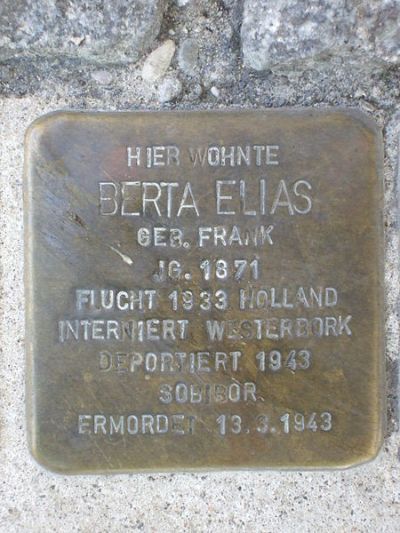 HIER WOHNTE
BERTA ELIAS
GEB. FRANK
JG. 1871
FLUCHT 1933 HOLLAND
INTERNIERT WESTERBORK
DEPORTIERT 1943
SOBIBÓR
ERMORDET 13.3.1943